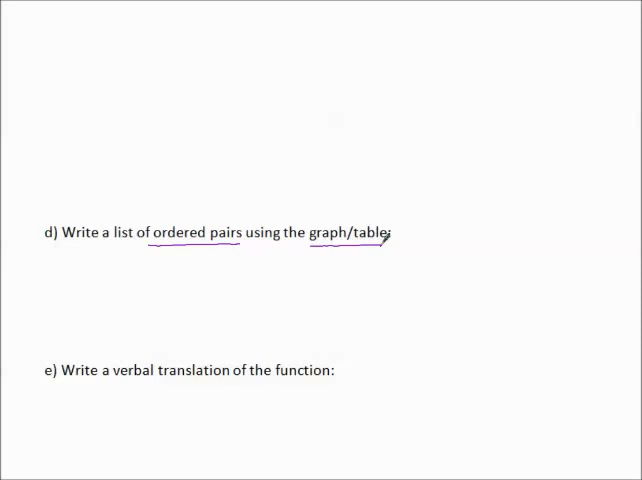 d) Write a list of ordered pairs using the graph/table:
e) Write a verbal translation of the function: